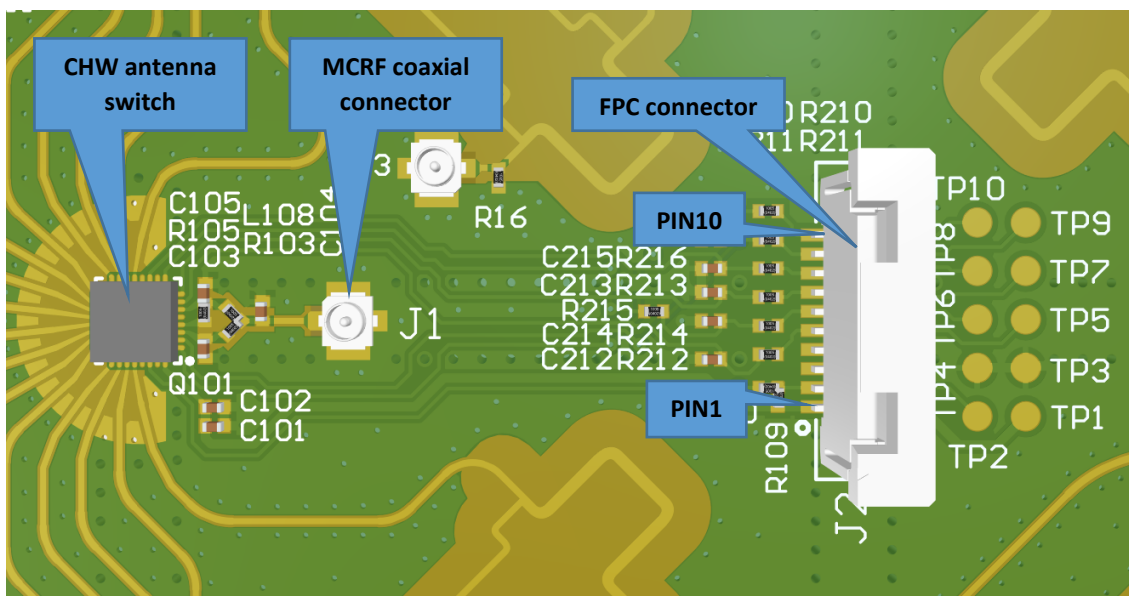 CHW antenna
switch
MCRF coaxial
connector
FPC connector
R210
R211
3
R16
C105
R105
C103
L108
R103
C104
PIN10
TP10
TP9
TP8
TP7
C215R216
C213R213
R215
C214R214
C212R212
TP6
TP5
J1
Q101
C102
C101
TP4
TP3
PIN1
TP1
TP2
R109
J2